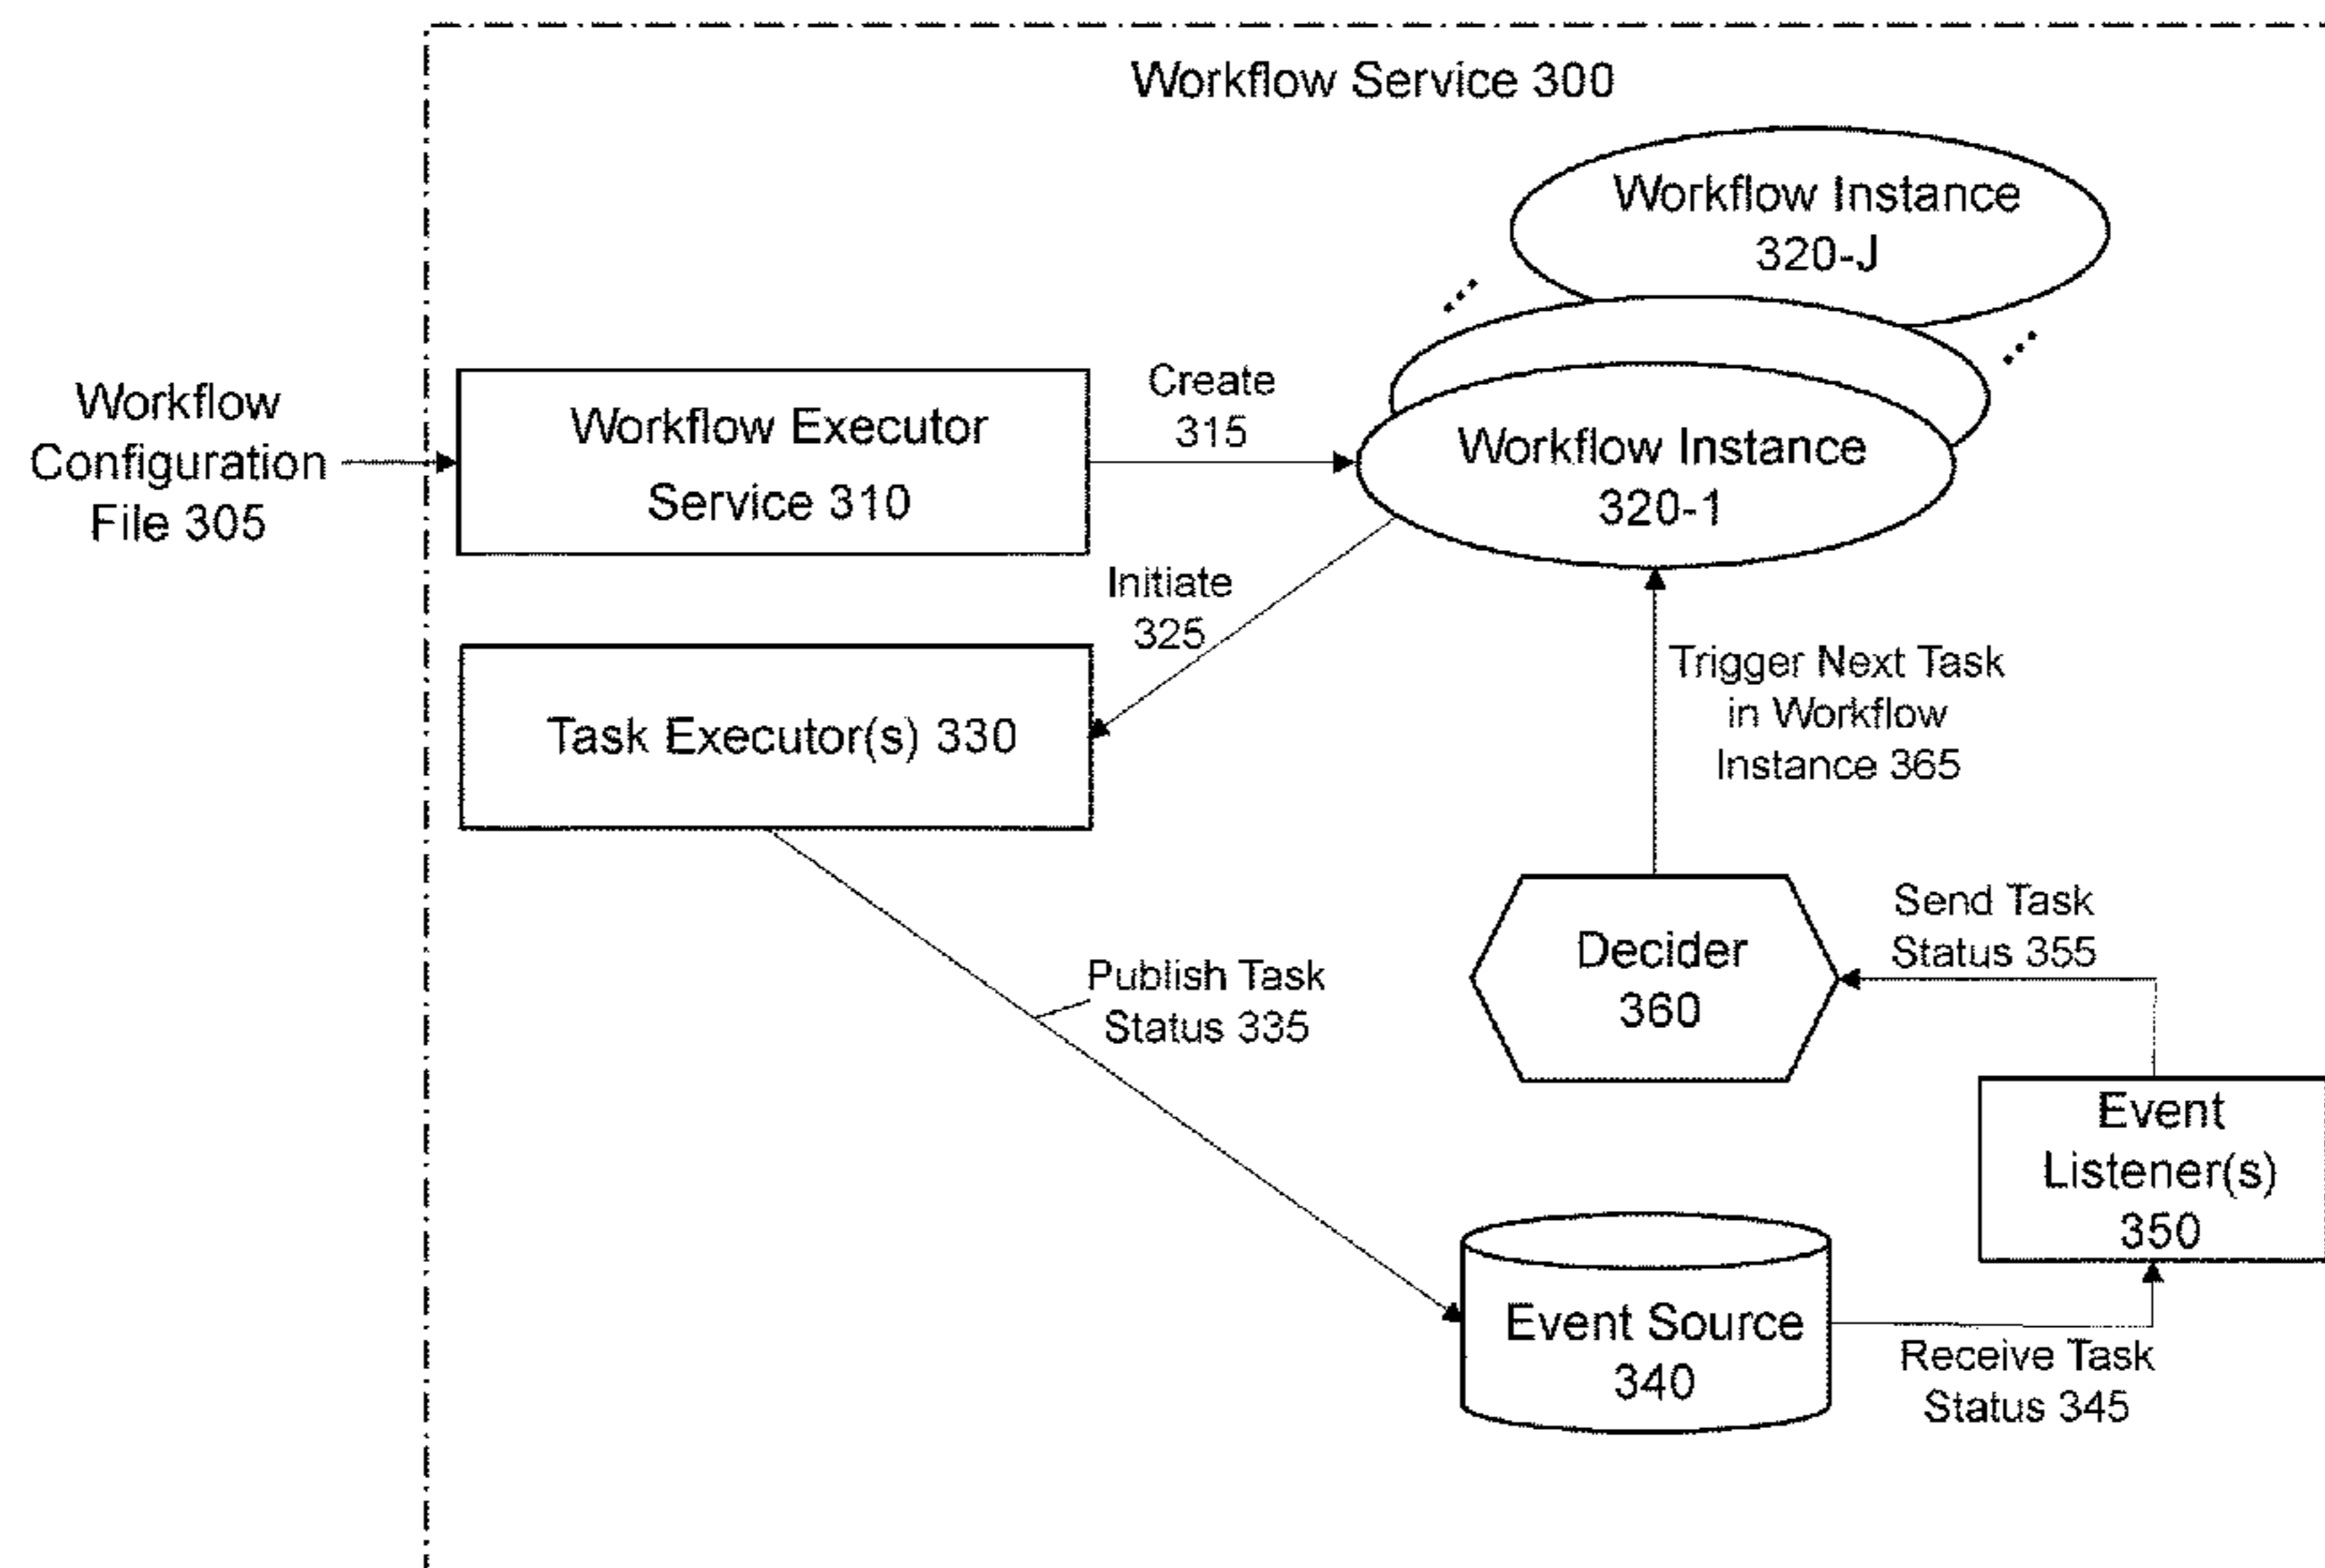 Workflow Service 300
Workflow Instance
320-J
Workflow
Configuration
File 305
Workflow Executor
Service 310
Create
315
Workflow Instance
320-1
Initiate
325
Task Executor(s) 330
Trigger Next Task
in Workflow
Instance 365
Publish Task
Status 335
Decider
360
Send Task
Status 355
Event
Listener(s)
350
Event Source
340
Receive Task
Status 345